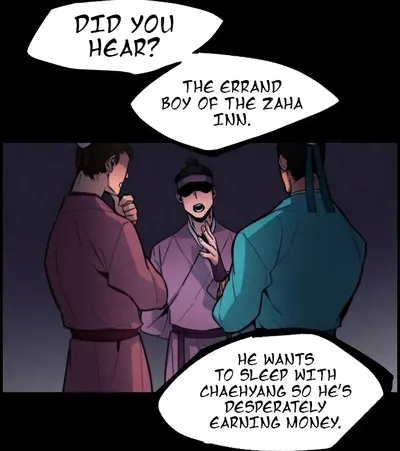 DID YOU
HEAR?
THE ERRAND
BOY OF THE ZAHA
INN.
HE WANTS
TO SLEEP WITH
CHAEHYANG SO HE'S
DESPERATELY
EARNING MONEY.